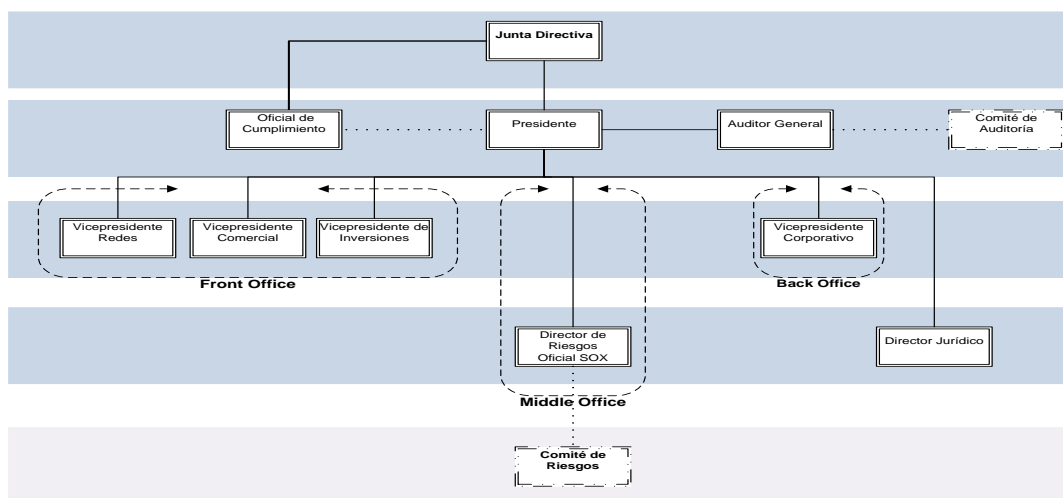 Junta Directiva
Oficial de
Cumplimiento
Presidente
Auditor General
Comité de
Auditoría
Vicepresidente
Redes
Vicepresidente
Comercial
Vicepresidente de
Inversiones
Vicepresidente
Corporativo
Front Office
Back Office
Director de
Riesgos
Oficial SOX
Director Jurídico
Middle Office
Comité de
Riesgos